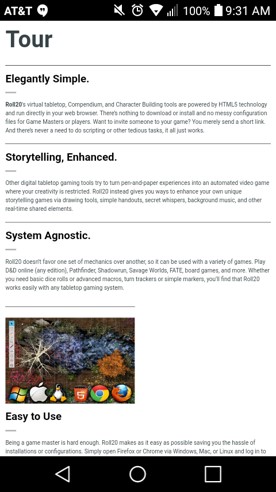 AT&T 100% 9:31 AM
Tour
Elegantly Simple.
Roll20's virtual tabletop, Compendium, and Character Building tools are powered by HTML5 technology
and run directly in your web browser. There's nothing to download or install and no messy configuration
files for Game Masters or players. Want to invite someone to your game? You merely send a short link.
And there's never a need to do scripting or other tedious tasks, it all just works.
Storytelling, Enhanced.
Other digital tabletop gaming tools try to turn pen-and-paper experiences into an automated video game
where your creativity is restricted. Roll20 instead gives you ways to enhance your own unique
storytelling games via drawing tools, simple handouts, secret whispers, background music, and other
real-time shared elements.
System Agnostic.
Roll20 doesn't favor one set of mechanics over another, so it can be used with a variety of games. Play
D&D online (any edition), Pathfinder, Shadowrun, Savage Worlds, FATE, board games, and more. Whether
you need basic dice rolls or advanced macros, turn trackers or simple markers, you'll find that Roll20
works easily with any tabletop gaming system.
Easy to Use
Being a game master is hard enough. Roll20 makes as it easy as possible saving you the hassle of
installations or configurations. Simply open Firefox or Chrome via Windows, Mac, or Linux and log in to